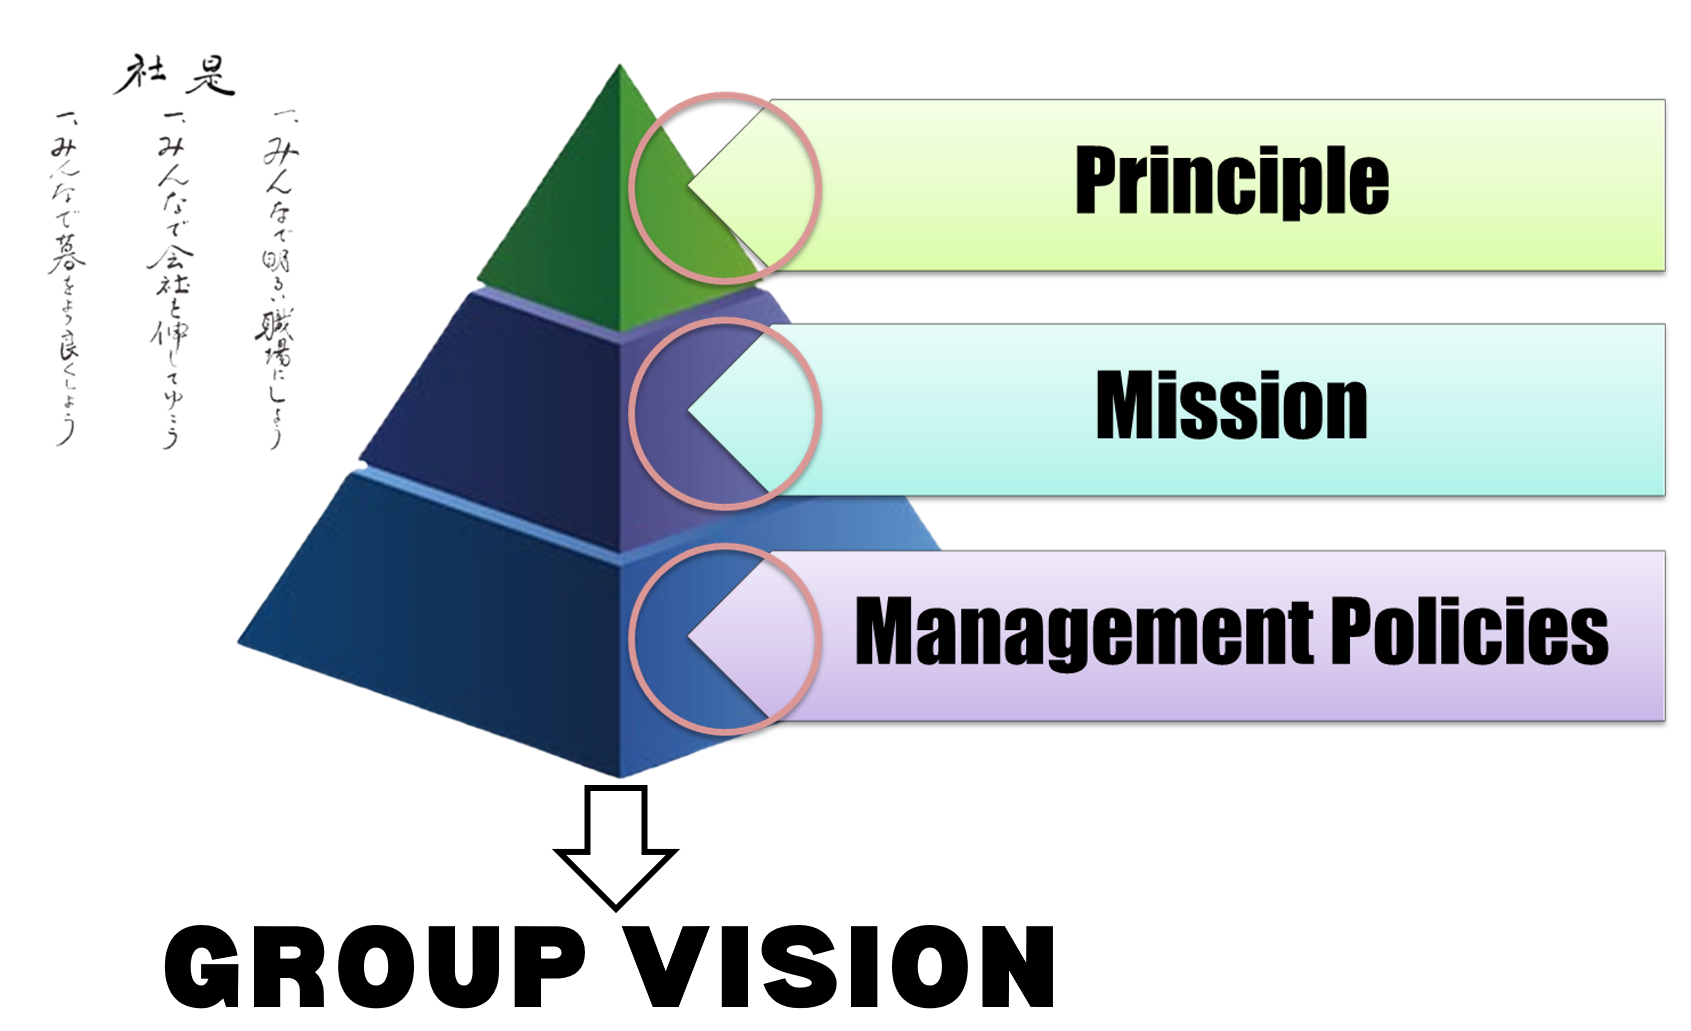 社是
一、みんなで明るい職場にしよう
一、みんなで会社を伸してゆこう
一、みんなで暮をより良くしよう
Principle
Mission
Management Policies
GROUP VISION